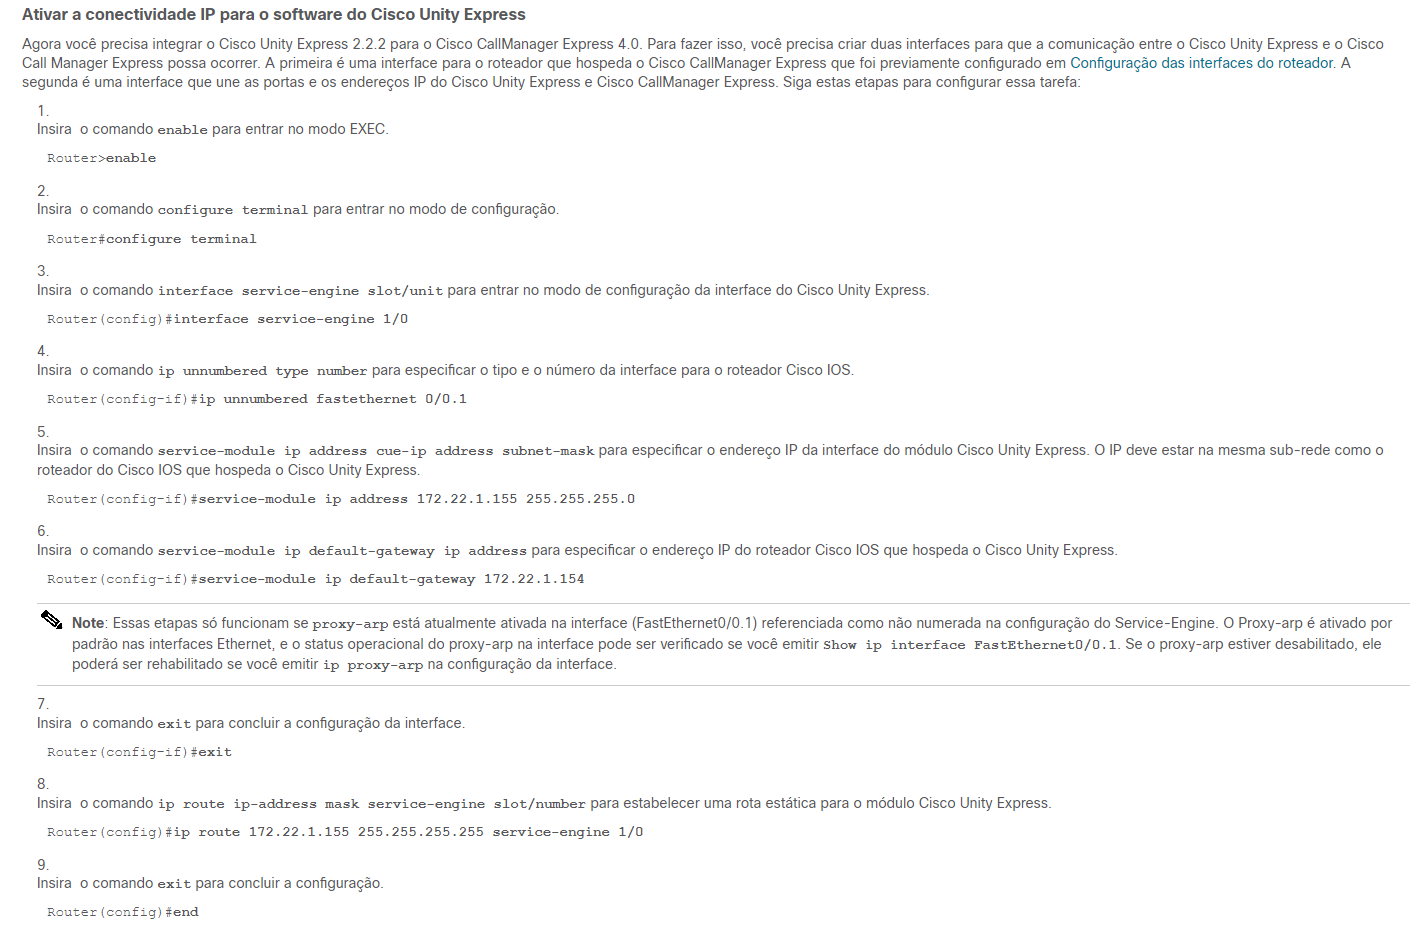 Ativar a conectividade IP para o software do Cisco Unity Express
Agora você precisa integrar o Cisco Unity Express 2.2.2 para o Cisco CallManager Express 4.0. Para fazer isso, você precisa criar duas interfaces para que a comunicação entre o Cisco Unity Express e o Cisco
Call Manager Express possa ocorrer. A primeira é uma interface para o roteador que hospeda o Cisco CallManager Express que foi previamente configurado em Configuração das interfaces do roteador. A
segunda é uma interface que une as portas e os endereços IP do Cisco Unity Express e Cisco CallManager Express. Siga estas etapas para configurar essa tarefa:
1.
Insira o comando enable para entrar no modo EXEC.
Router>enable
2.
Insira o comando configure terminal para entrar no modo de configuração.
Router#configure terminal
3.
Insira o comando interface service-engine slot/unit para entrar no modo de configuração da interface do Cisco Unity Express.
Router(config)#interface service-engine 1/0
4.
Insira o comando ip unnumbered type number para especificar o tipo e o número da interface para o roteador Cisco IOS.
Router(config-if)#ip unnumbered fastethernet 0/0.1
5.
Insira o comando service-module ip address cue-ip address subnet-mask para especificar o endereço IP da interface do módulo Cisco Unity Express. O IP deve estar na mesma sub-rede como o
roteador do Cisco IOS que hospeda o Cisco Unity Express.
Router(config-if)#service-module ip address 172.22.1.155 255.255.255.0
6.
Insira o comando service-module ip default-gateway ip address para especificar o endereço IP do roteador Cisco IOS que hospeda o Cisco Unity Express.
Router(config-if)#service-module ip default-gateway 172.22.1.154
Note: Essas etapas só funcionam se proxy-arp está atualmente ativada na interface (FastEthernet0/0.1) referenciada como não numerada na configuração do Service-Engine. O Proxy-arp é ativado por
padrão nas interfaces Ethernet, e o status operacional do proxy-arp na interface pode ser verificado se você emitir Show ip interface FastEthernet0/0.1. Se o proxy-arp estiver desabilitado, ele
poderá ser rehabilitado se você emitir ip proxy-arp na configuração da interface.
7.
Insira o comando exit para concluir a configuração da interface.
Router(config-if)#exit
8.
Insira o comando ip route ip-address mask service-engine slot/number para estabelecer uma rota estática para o módulo Cisco Unity Express.
Router(config)#ip route 172.22.1.155 255.255.255.255 service-engine 1/0
9.
Insira o comando exit para concluir a configuração.
Router(config)#end